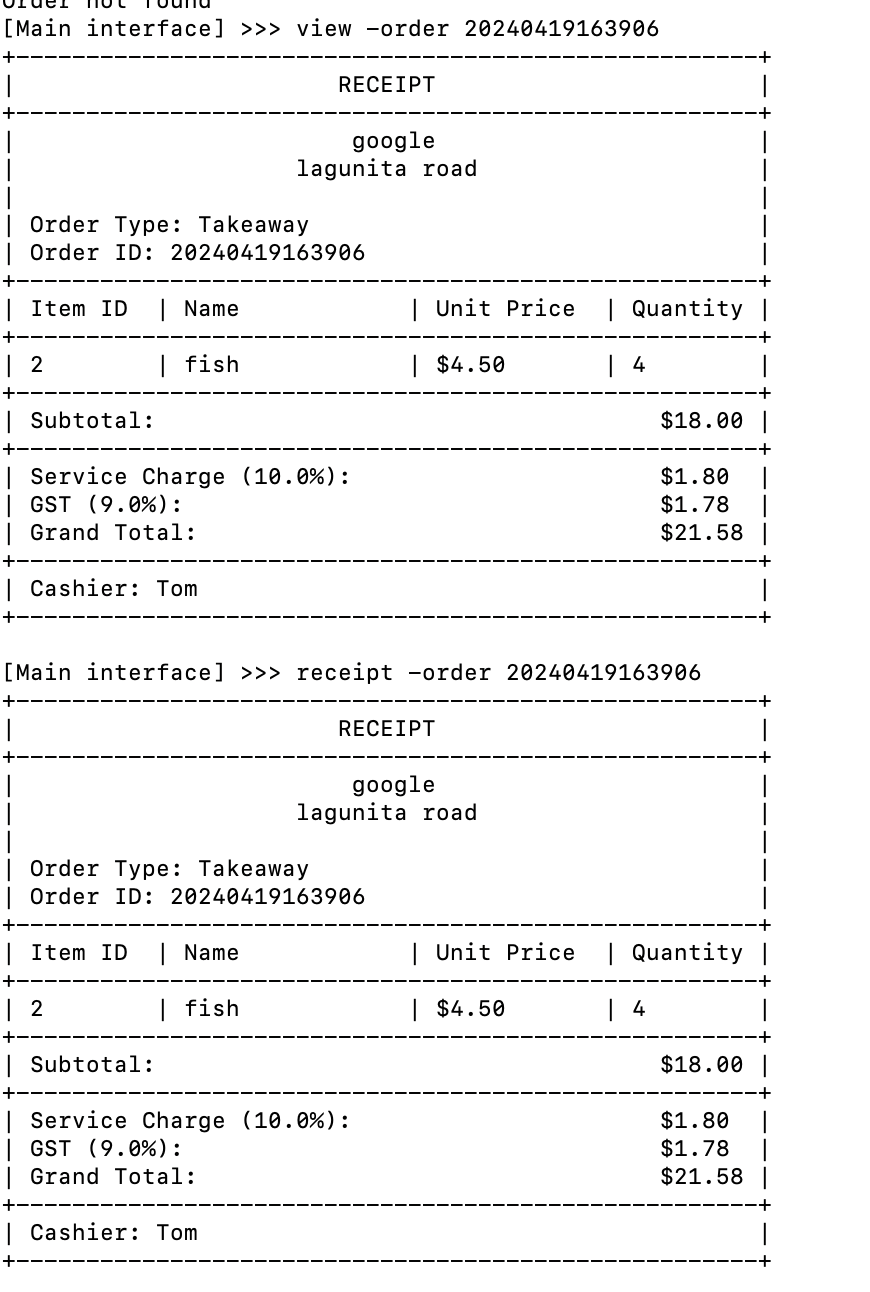 Order not found
[Main interface] >>> view -order 20240419163906
+-----------------------------------------------------+
|                       RECEIPT                       |
+-----------------------------------------------------+
|                        google                       |
|                    lagunita road                    |
|                                                     |
| Order Type: Takeaway                                |
| Order ID: 20240419163906                            |
+-----------------------------------------------------+
| Item ID  | Name            | Unit Price  | Quantity |
+-----------------------------------------------------+
| 2        | fish            | $4.50       | 4        |
+-----------------------------------------------------+
| Subtotal:                                    $18.00 |
+-----------------------------------------------------+
| Service Charge (10.0%):                      $1.80  |
| GST (9.0%):                                  $1.78  |
| Grand Total:                                 $21.58 |
+-----------------------------------------------------+
| Cashier: Tom                                        |
+-----------------------------------------------------+
[Main interface] >>> receipt -order 20240419163906
+-----------------------------------------------------+
|                       RECEIPT                       |
+-----------------------------------------------------+
|                        google                       |
|                    lagunita road                    |
|                                                     |
| Order Type: Takeaway                                |
| Order ID: 20240419163906                            |
+-----------------------------------------------------+
| Item ID  | Name            | Unit Price  | Quantity |
+-----------------------------------------------------+
| 2        | fish            | $4.50       | 4        |
+-----------------------------------------------------+
| Subtotal:                                    $18.00 |
+-----------------------------------------------------+
| Service Charge (10.0%):                      $1.80  |
| GST (9.0%):                                  $1.78  |
| Grand Total:                                 $21.58 |
+-----------------------------------------------------+
| Cashier: Tom                                        |
+-----------------------------------------------------+